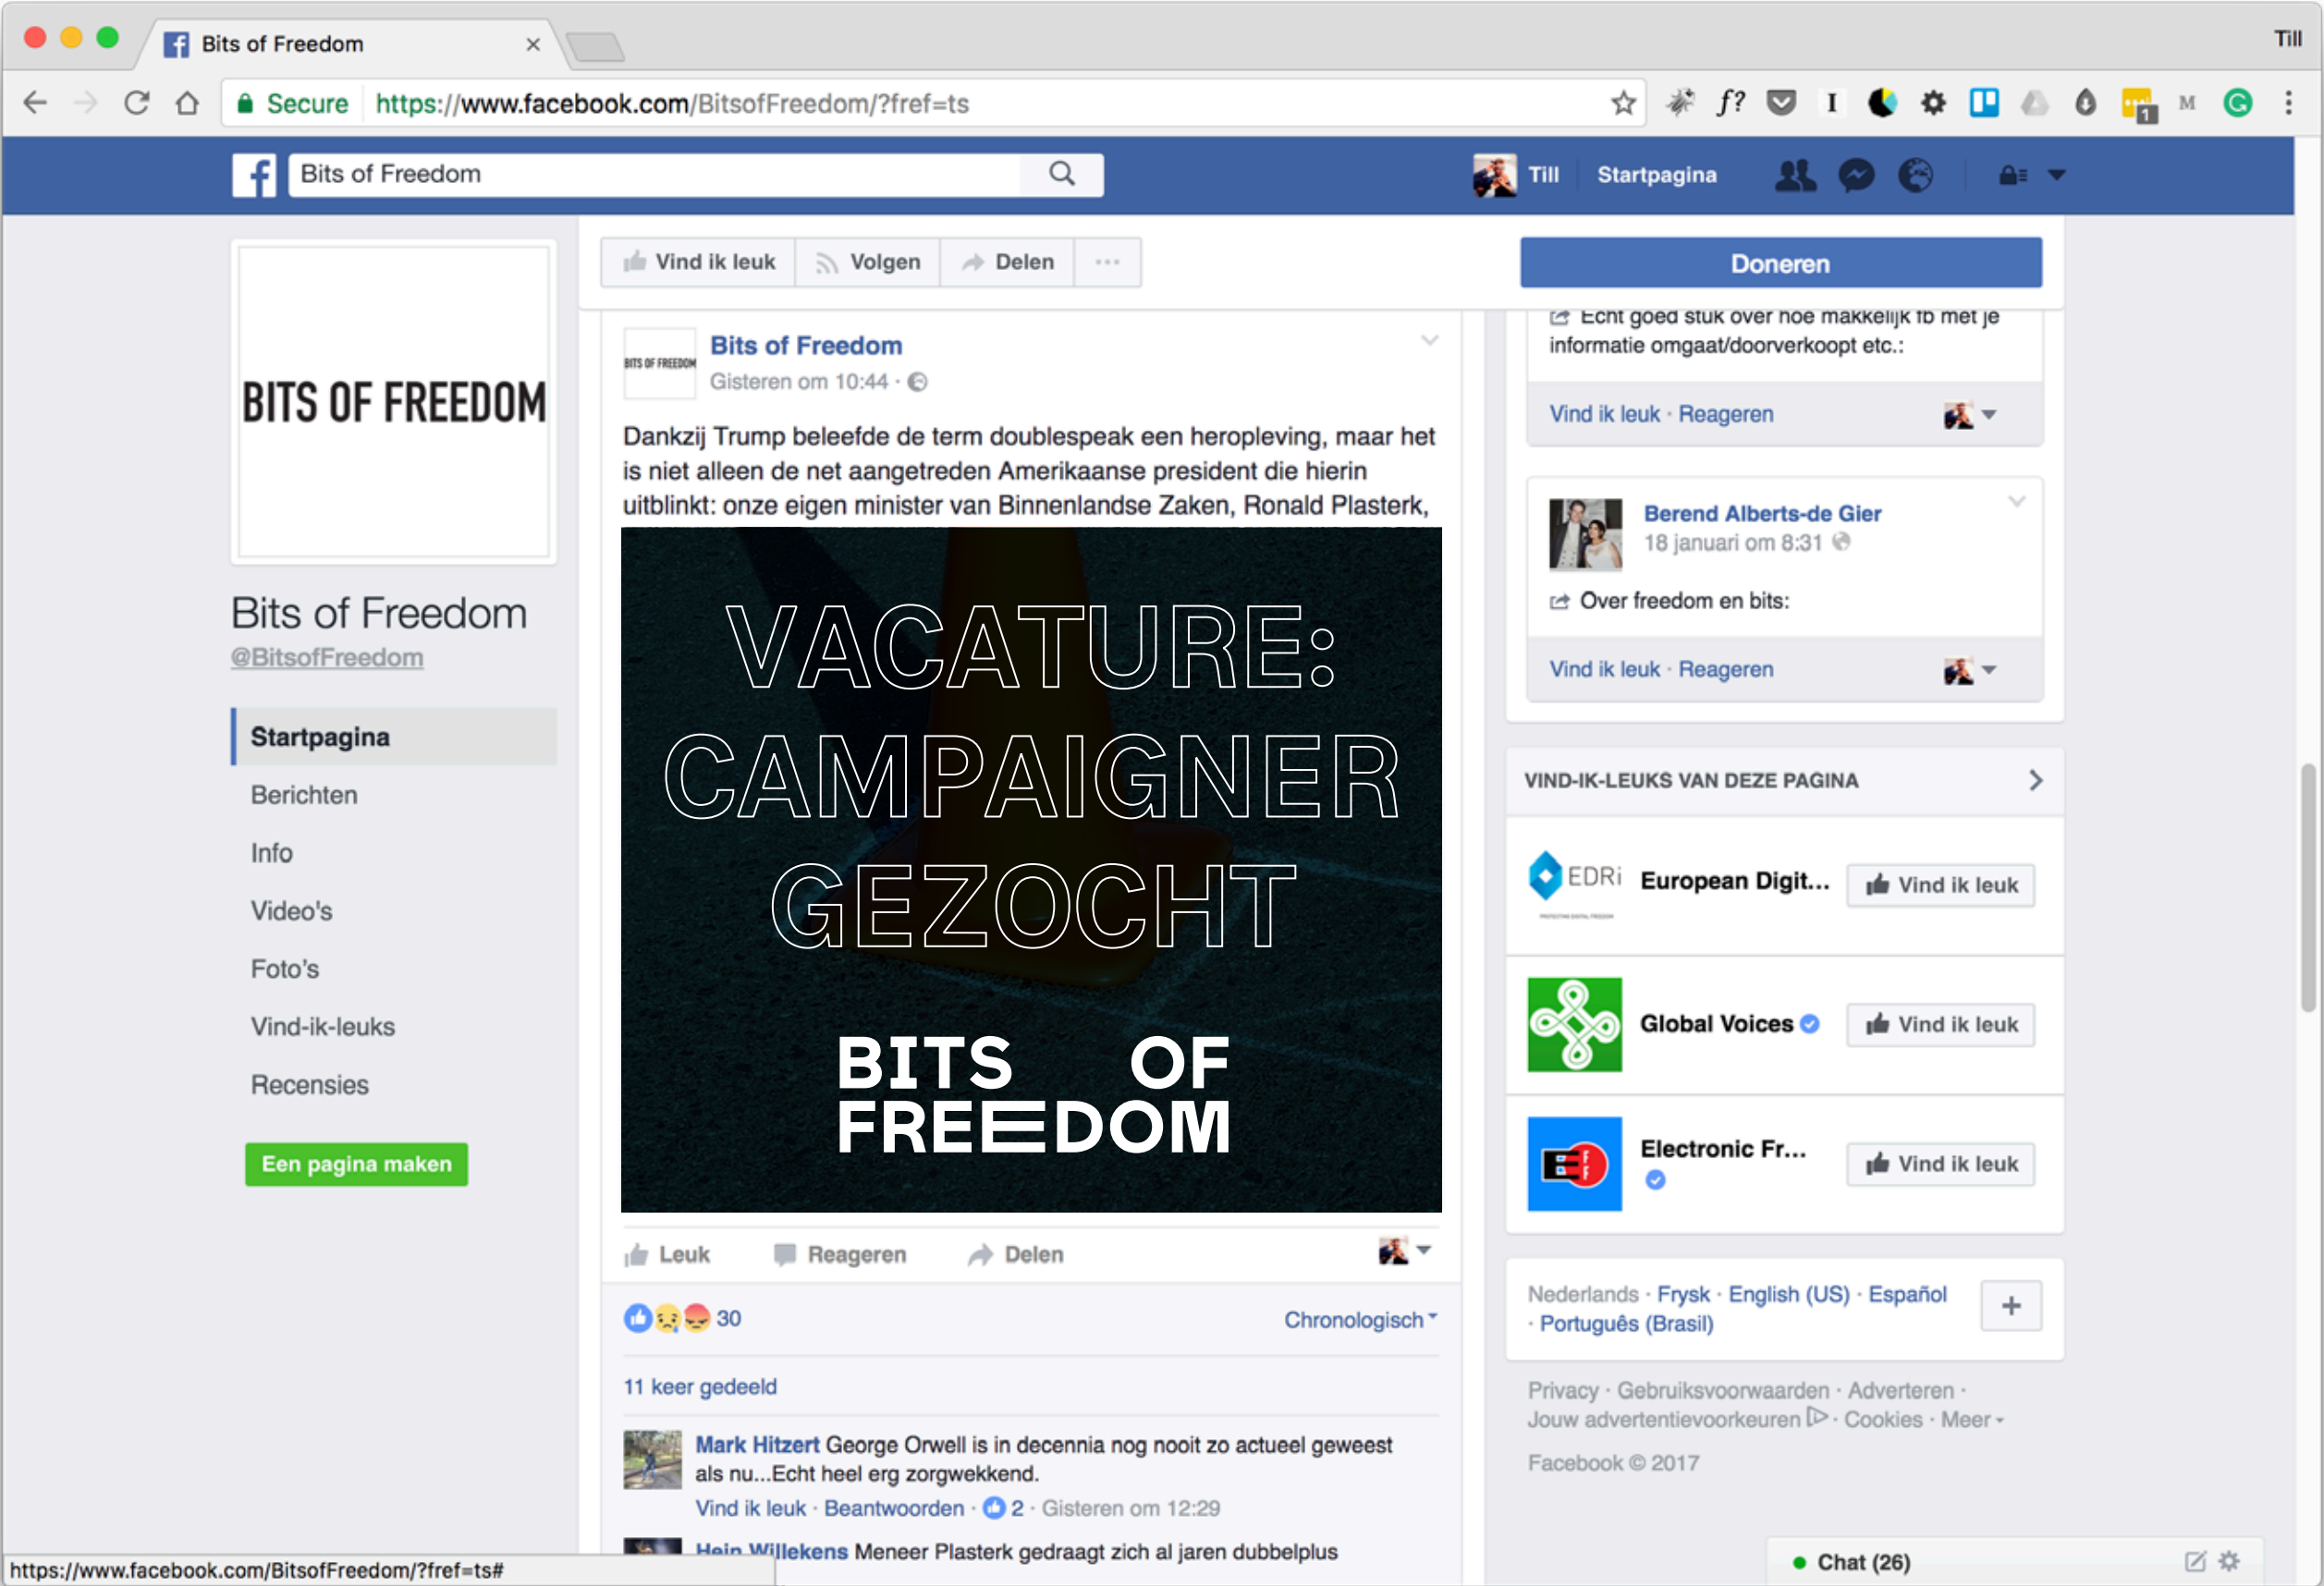 Bits of Freedom
Till
Secure https://www.facebook.com/BitsofFreedom/?fref=ts
f?
I
1
M
G
Bits of Freedom
Till Startpagina
BITS OF FREEDOM
Bits of Freedom
@BitsofFreedom
Startpagina
Berichten
Info
Video's
Foto's
Vind-ik-leuks
Recensies
Een pagina maken
Vind ik leuk Volgen Delen ...
Doneren
BITS OF FREEDOM
Bits of Freedom
Gisteren om 10:44 ·
Dankzij Trump beleefde de term doublespeak een heropleving, maar het
is niet alleen de net aangetreden Amerikaanse president die hierin
uitblinkt: onze eigen minister van Binnenlandse Zaken, Ronald Plasterk,
VACATURE:
CAMPAIGNER
GEZOCHT
BITS OF
FREEDOM
Leuk Reageren Delen
30
Chronologisch
11 keer gedeeld
Mark Hitzert George Orwell is in decennia nog nooit zo actueel geweest
als nu...Echt heel erg zorgwekkend.
Vind ik leuk · Beantwoorden · 2 · Gisteren om 12:29
Hein Willekens Meneer Plasterk gedraagt zich al jaren dubbelplus
Echt goed stuk over hoe makkelijk fb met je
informatie omgaat/doorverkoopt etc.:
Vind ik leuk · Reageren
Berend Alberts-de Gier
18 januari om 8:31
Over freedom en bits:
Vind ik leuk · Reageren
VIND-IK-LEUKS VAN DEZE PAGINA
EDRi
PROTECTING DIGITAL FREEDOM
European Digit...
Vind ik leuk
Global Voices
Vind ik leuk
EFF
Electronic Fr...
Vind ik leuk
Nederlands · Frysk · English (US) · Español
· Português (Brasil)
+
Privacy · Gebruiksvoorwaarden · Adverteren ·
Jouw advertentievoorkeuren · Cookies · Meer
Facebook © 2017
Chat (26)
https://www.facebook.com/BitsofFreedom/?fref=ts#